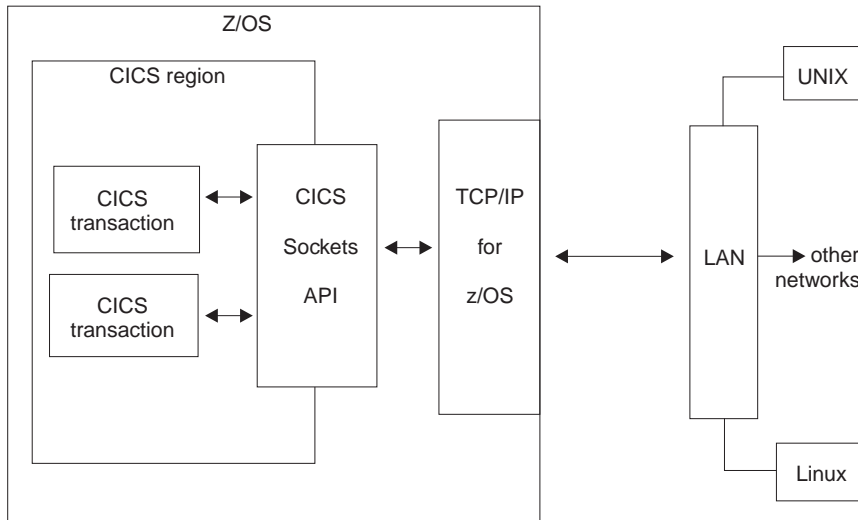 Z/OS
CICS region
CICS
transaction
CICS
transaction
CICS
Sockets
API
TCP/IP
for
z/OS
UNIX
LAN
other
networks
Linux